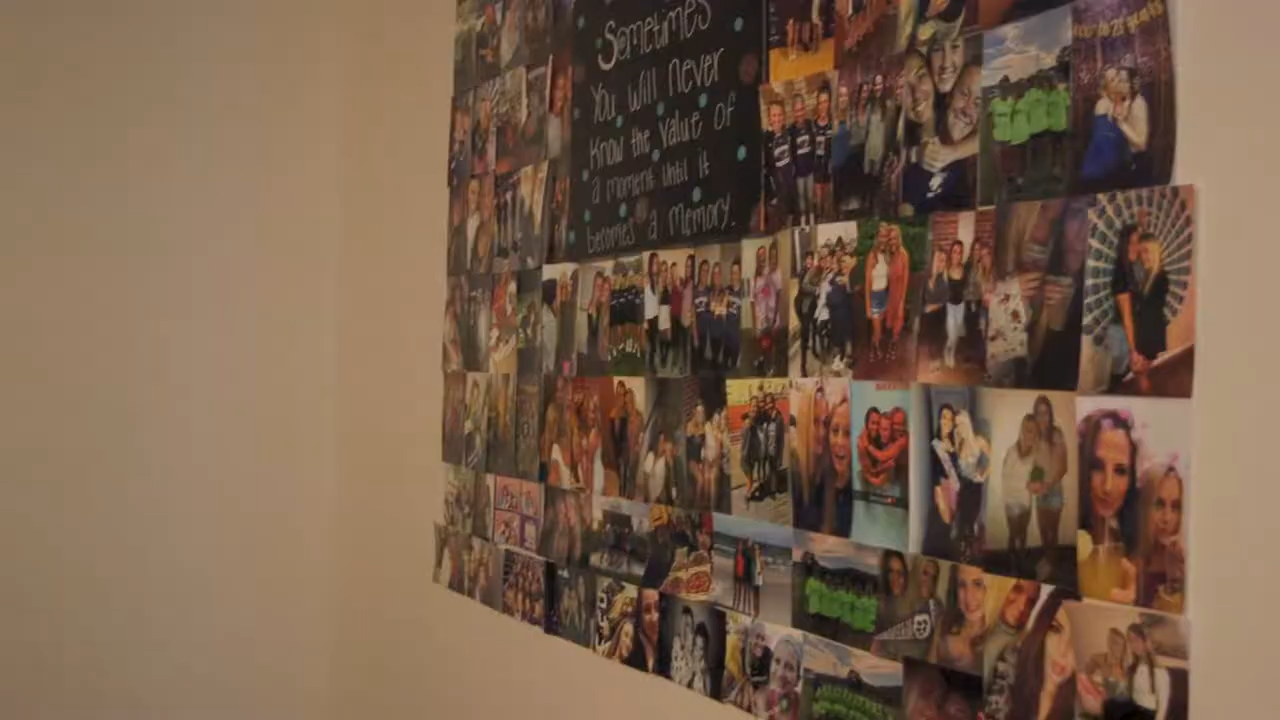 Sometimes
You will never
Know the value of
a moment until it
becomes a memory.